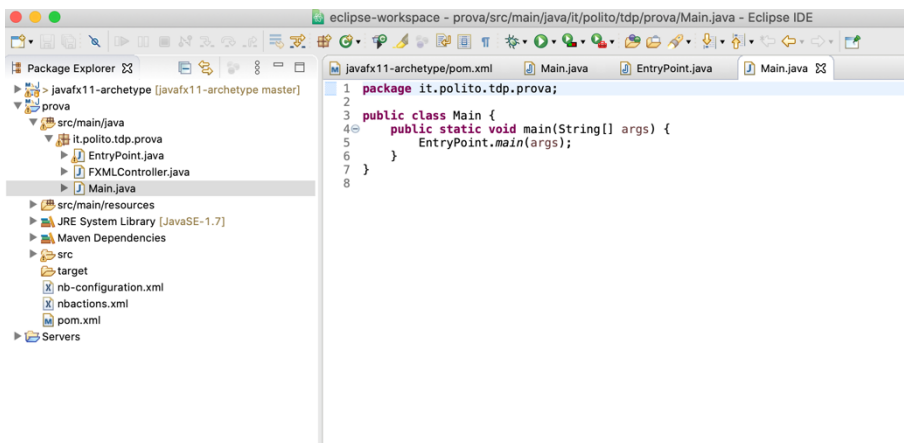 eclipse-workspace - prova/src/main/java/it/polito/tdp/prova/Main.java - Eclipse IDE
Package Explorer
> javafx11-archetype [javafx11-archetype master]
prova
src/main/java
it.polito.tdp.prova
EntryPoint.java
FXMLController.java
Main.java
src/main/resources
JRE System Library [JavaSE-1.7]
Maven Dependencies
src
target
nb-configuration.xml
nbactions.xml
pom.xml
Servers
javafx11-archetype/pom.xml Main.java EntryPoint.java Main.java
1 package it.polito.tdp.prova;
2
3 public class Main {
4 public static void main(String[] args) {
5 EntryPoint.main(args);
6 }
7 }
8